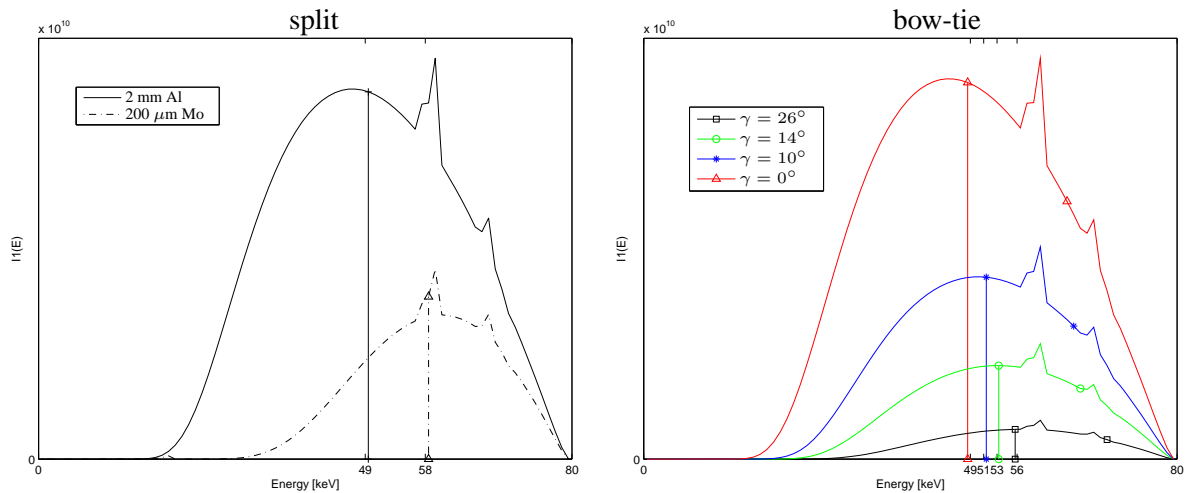 split
x 10^10
2 mm Al
200 μm Mo
I1(E)
0
0 49 58 80
Energy [keV]
bow-tie
x 10^10
γ = 26°
γ = 14°
γ = 10°
γ = 0°
I1(E)
0
0 49 51 53 56 80
Energy [keV]